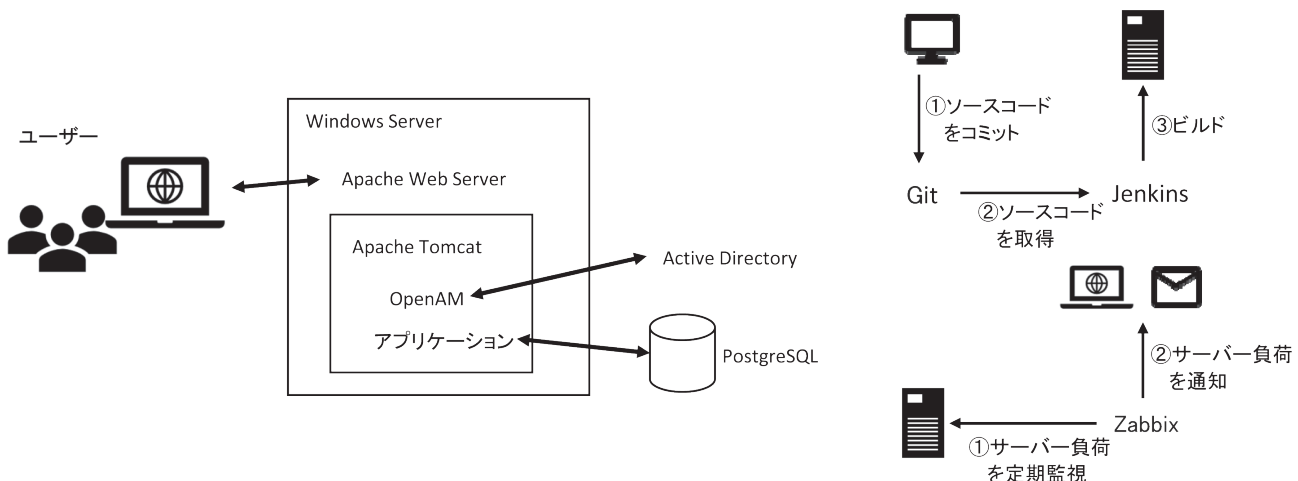 ユーザー
Windows Server
Apache Web Server
Apache Tomcat
OpenAM
アプリケーション
Active Directory
PostgreSQL
①ソースコード
をコミット
③ビルド
Git
Jenkins
②ソースコード
を取得
②サーバー負荷
を通知
Zabbix
①サーバー負荷
を定期監視